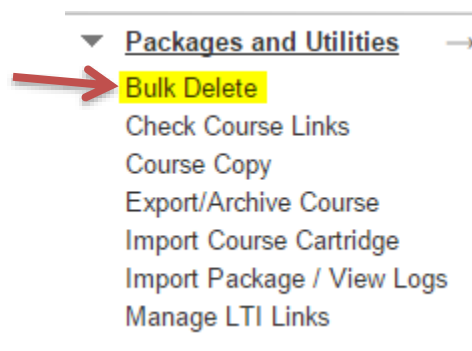 Packages and Utilities
Bulk Delete
Check Course Links
Course Copy
Export/Archive Course
Import Course Cartridge
Import Package / View Logs
Manage LTI Links